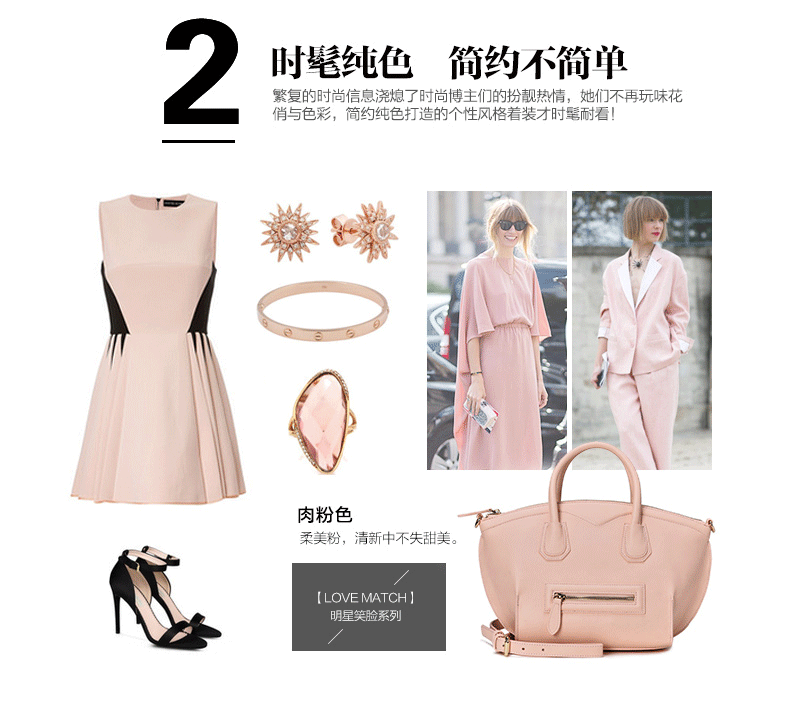 2
时髦纯色 简约不简单
繁复的时尚信息浇熄了时尚博主们的扮靓热情，她们不再玩味花
俏与色彩，简约纯色打造的个性风格着装才时髦耐看！
肉粉色
柔美粉，清新中不失甜美。
【 LOVE MATCH 】
明星笑脸系列